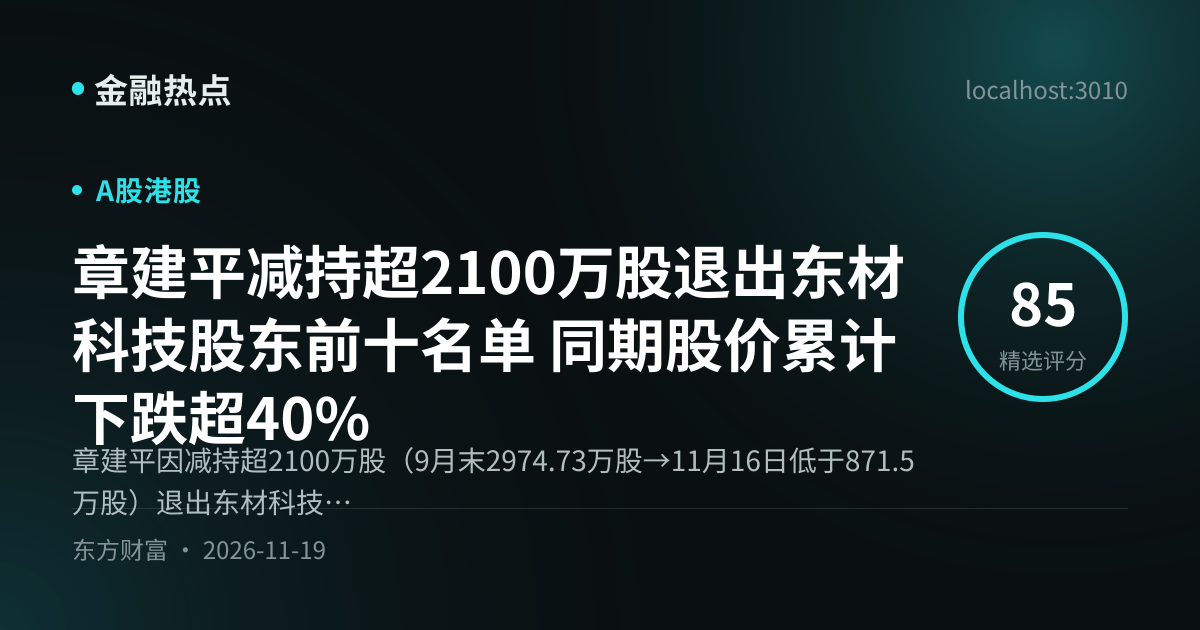 金融热点
localhost:3010
A股港股
章建平减持超2100万股退出东材
科技股东前十名单 同期股价累计
下跌超40%
85
精选评分
章建平因减持超2100万股（9月末2974.73万股→11月16日低于871.5
万股）退出东材科技…
东方财富 • 2026-11-19